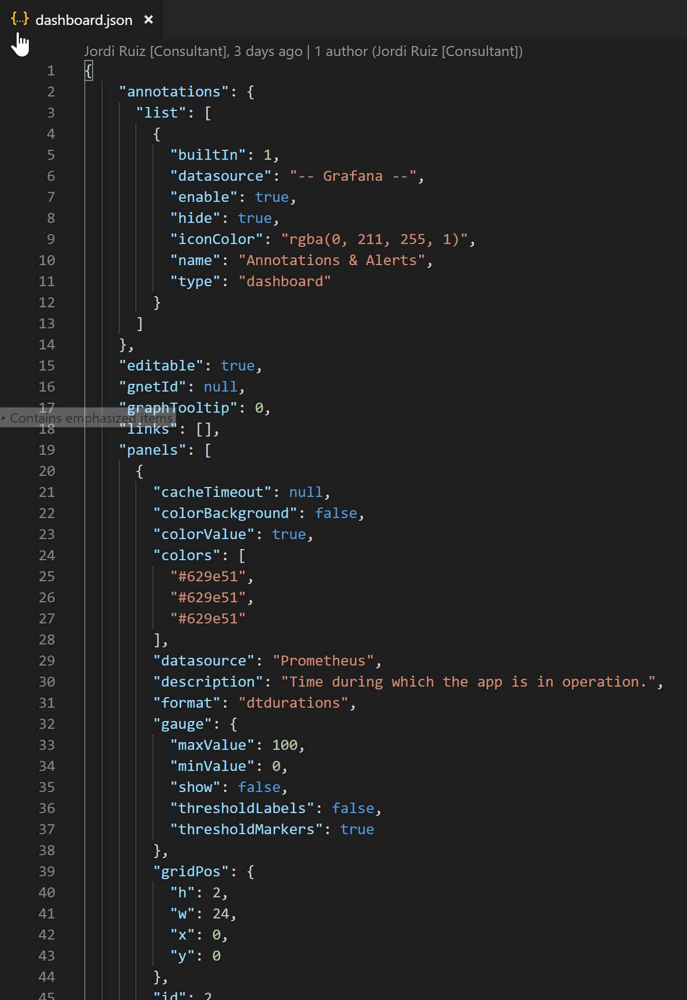 {..} dashboard.json ×
Jordi Ruiz [Consultant], 3 days ago | 1 author (Jordi Ruiz [Consultant])
1 {
2 "annotations": {
3 "list": [
4 {
5 "builtIn": 1,
6 "datasource": "-- Grafana --",
7 "enable": true,
8 "hide": true,
9 "iconColor": "rgba(0, 211, 255, 1)",
10 "name": "Annotations & Alerts",
11 "type": "dashboard"
12 }
13 ]
14 },
15 "editable": true,
16 "gnetId": null,
17 "graphTooltip": 0,
• Contains emphasized items
18 "links": [],
19 "panels": [
20 {
21 "cacheTimeout": null,
22 "colorBackground": false,
23 "colorValue": true,
24 "colors": [
25 "#629e51",
26 "#629e51",
27 "#629e51"
28 ],
29 "datasource": "Prometheus",
30 "description": "Time during which the app is in operation.",
31 "format": "dtdurations",
32 "gauge": {
33 "maxValue": 100,
34 "minValue": 0,
35 "show": false,
36 "thresholdLabels": false,
37 "thresholdMarkers": true
38 },
39 "gridPos": {
40 "h": 2,
41 "w": 24,
42 "x": 0,
43 "y": 0
44 },
45 "id": 2